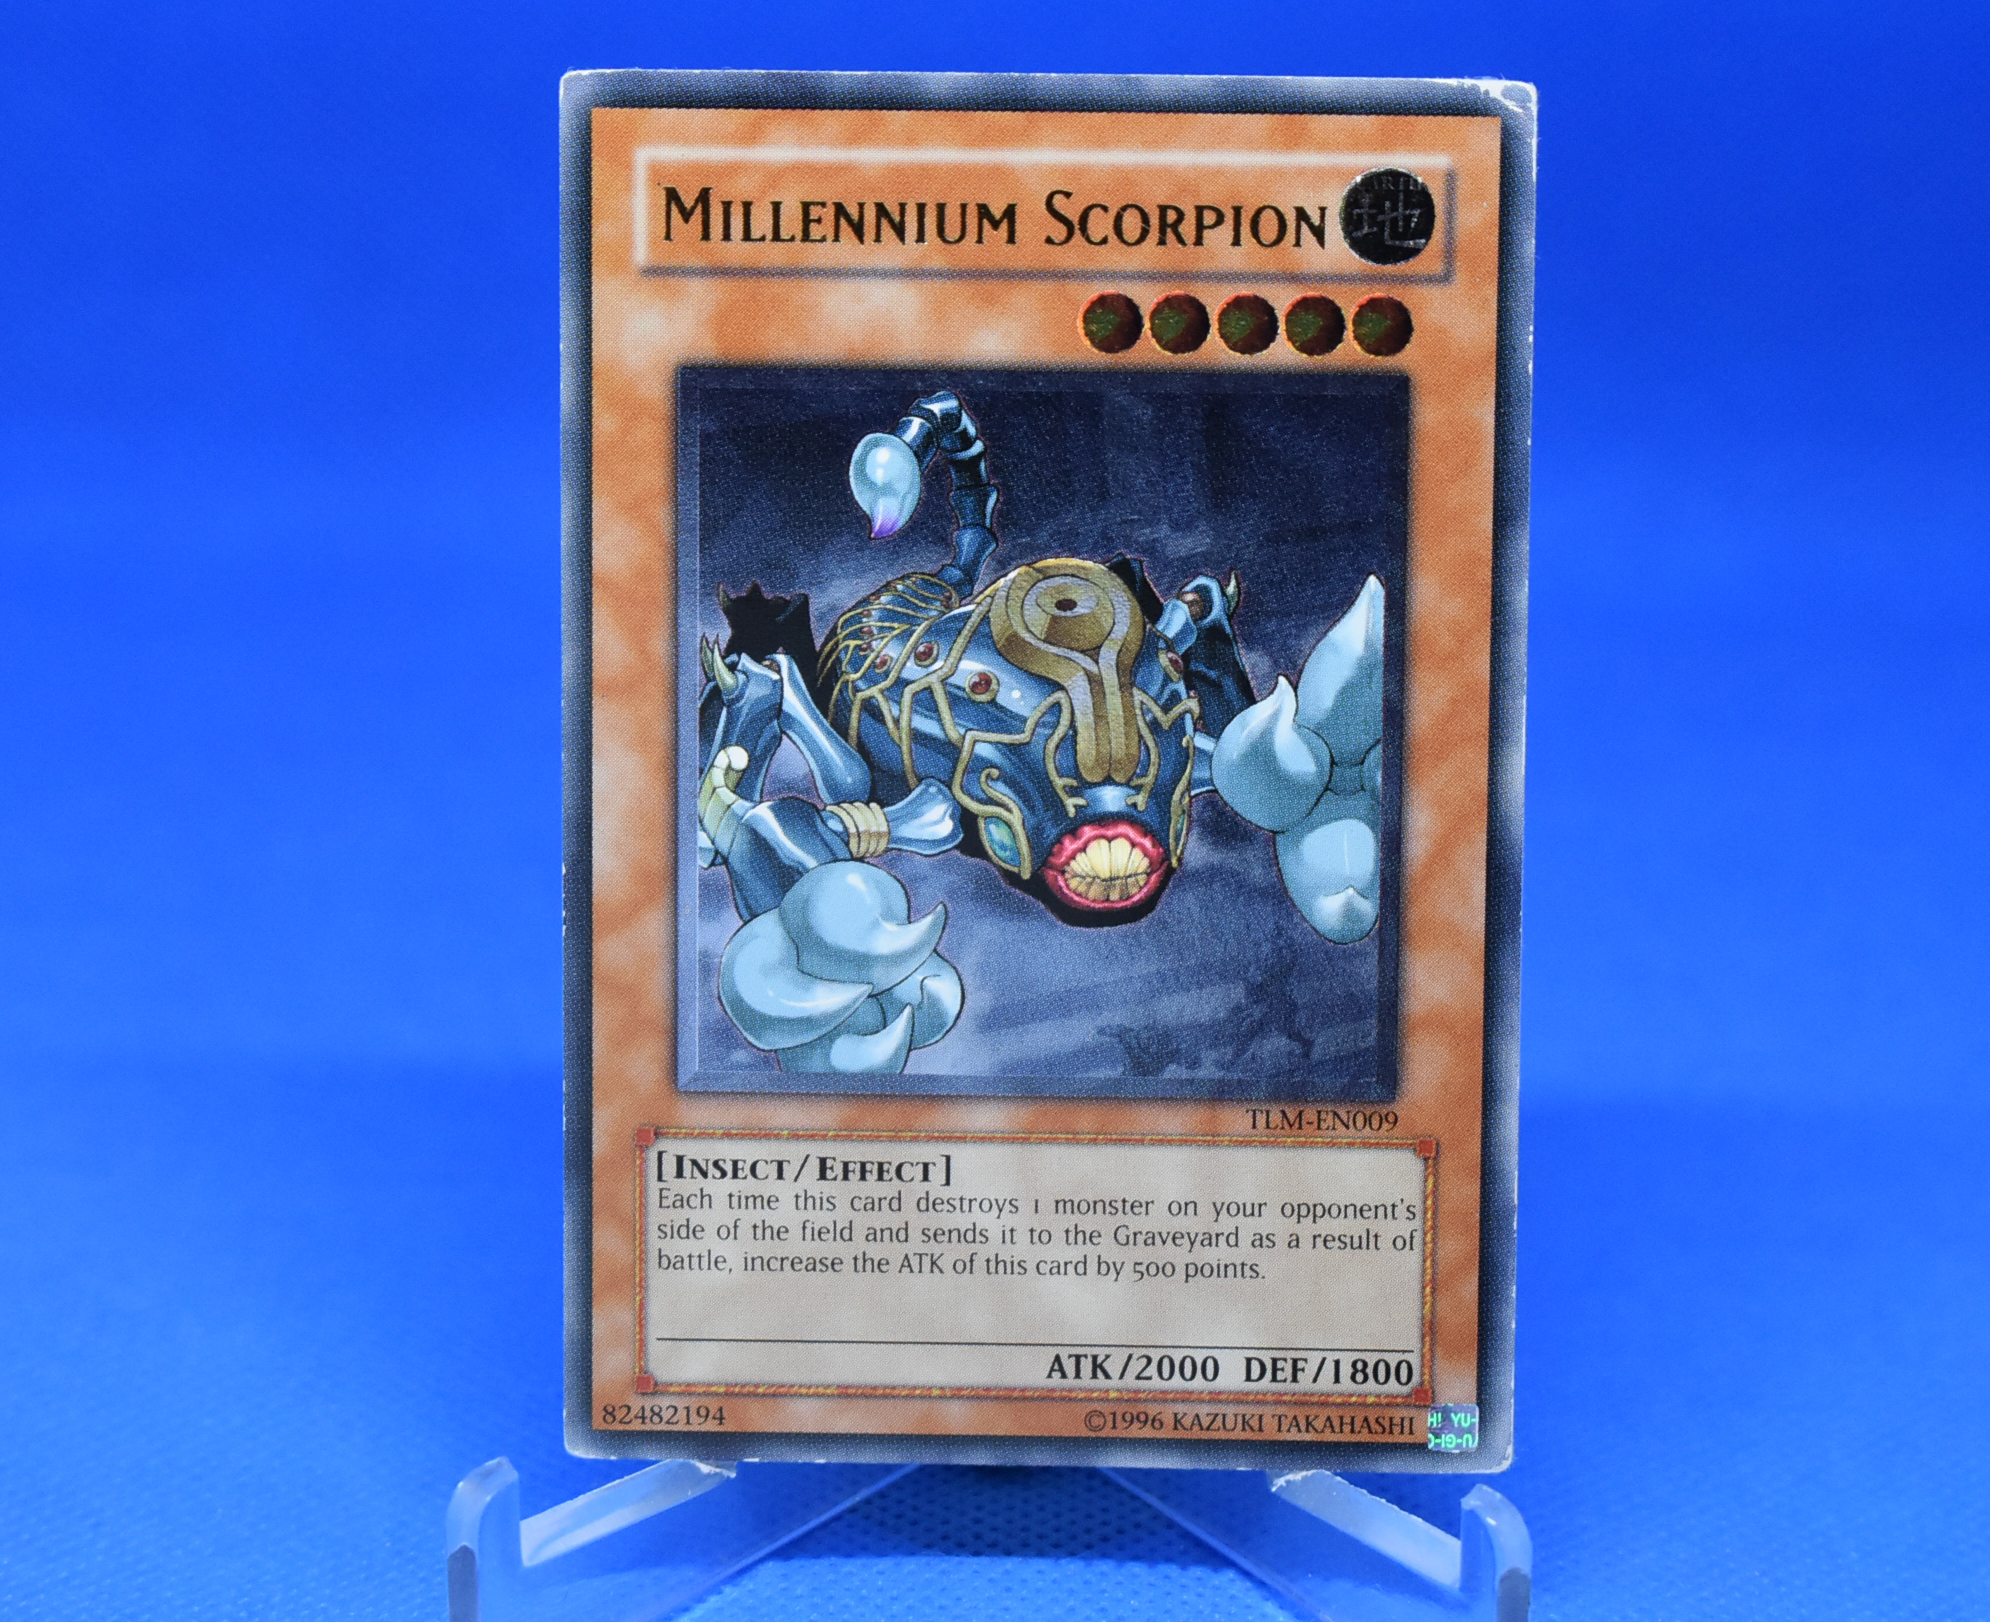 MILLENNIUM SCORPION
EARTH
地
TLM-EN009
[INSECT/EFFECT]
Each time this card destroys 1 monster on your opponent's
side of the field and sends it to the Graveyard as a result of
battle, increase the ATK of this card by 500 points.
ATK/2000 DEF/1800
82482194
©1996 KAZUKI TAKAHASHI
H! YU-